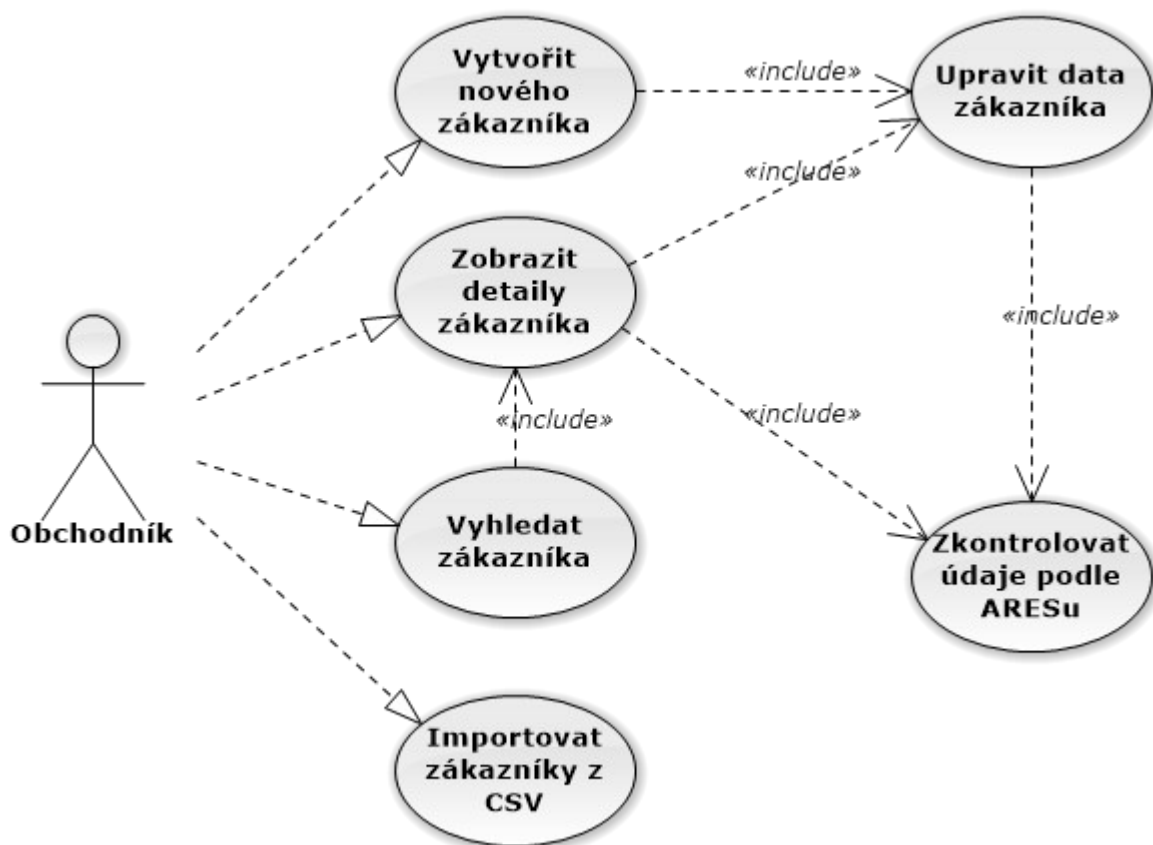 Vytvořit
nového
zákazníka
«include»
Upravit data
zákazníka
«include»
Zobrazit
detaily
zákazníka
«include»
«include»
«include»
Obchodník
Vyhledat
zákazníka
Zkontrolovat
údaje podle
ARESu
Importovat
zákazníky z
CSV